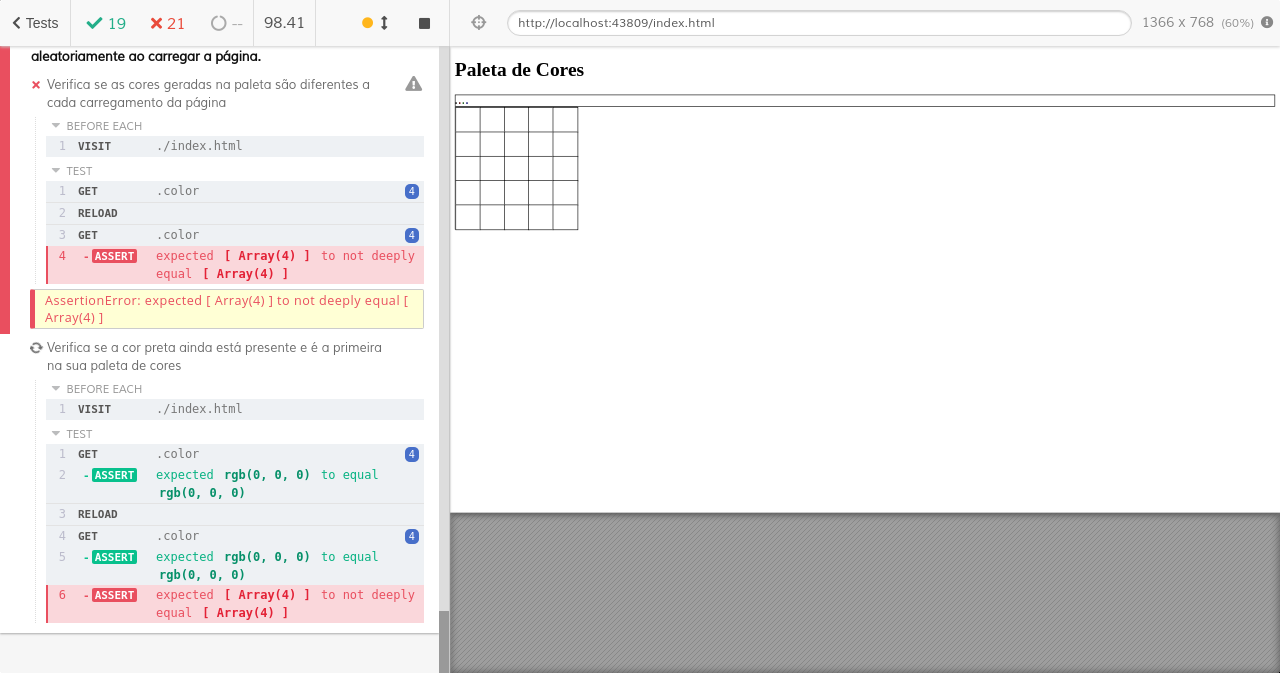 Tests 19 21 -- 98.41 http://localhost:43809/index.html 1366 x 768 (60%)
aleatoriamente ao carregar a página.
Verifica se as cores geradas na paleta são diferentes a
cada carregamento da página
BEFORE EACH
1 VISIT ./index.html
TEST
1 GET .color 4
2 RELOAD
3 GET .color 4
4 -ASSERT expected [ Array(4) ] to not deeply
equal [ Array(4) ]
AssertionError: expected [ Array(4) ] to not deeply equal [
Array(4) ]
Verifica se a cor preta ainda está presente e é a primeira
na sua paleta de cores
BEFORE EACH
1 VISIT ./index.html
TEST
1 GET .color 4
2 -ASSERT expected rgb(0, 0, 0) to equal
rgb(0, 0, 0)
3 RELOAD
4 GET .color 4
5 -ASSERT expected rgb(0, 0, 0) to equal
rgb(0, 0, 0)
6 -ASSERT expected [ Array(4) ] to not deeply
equal [ Array(4) ]
Paleta de Cores
....